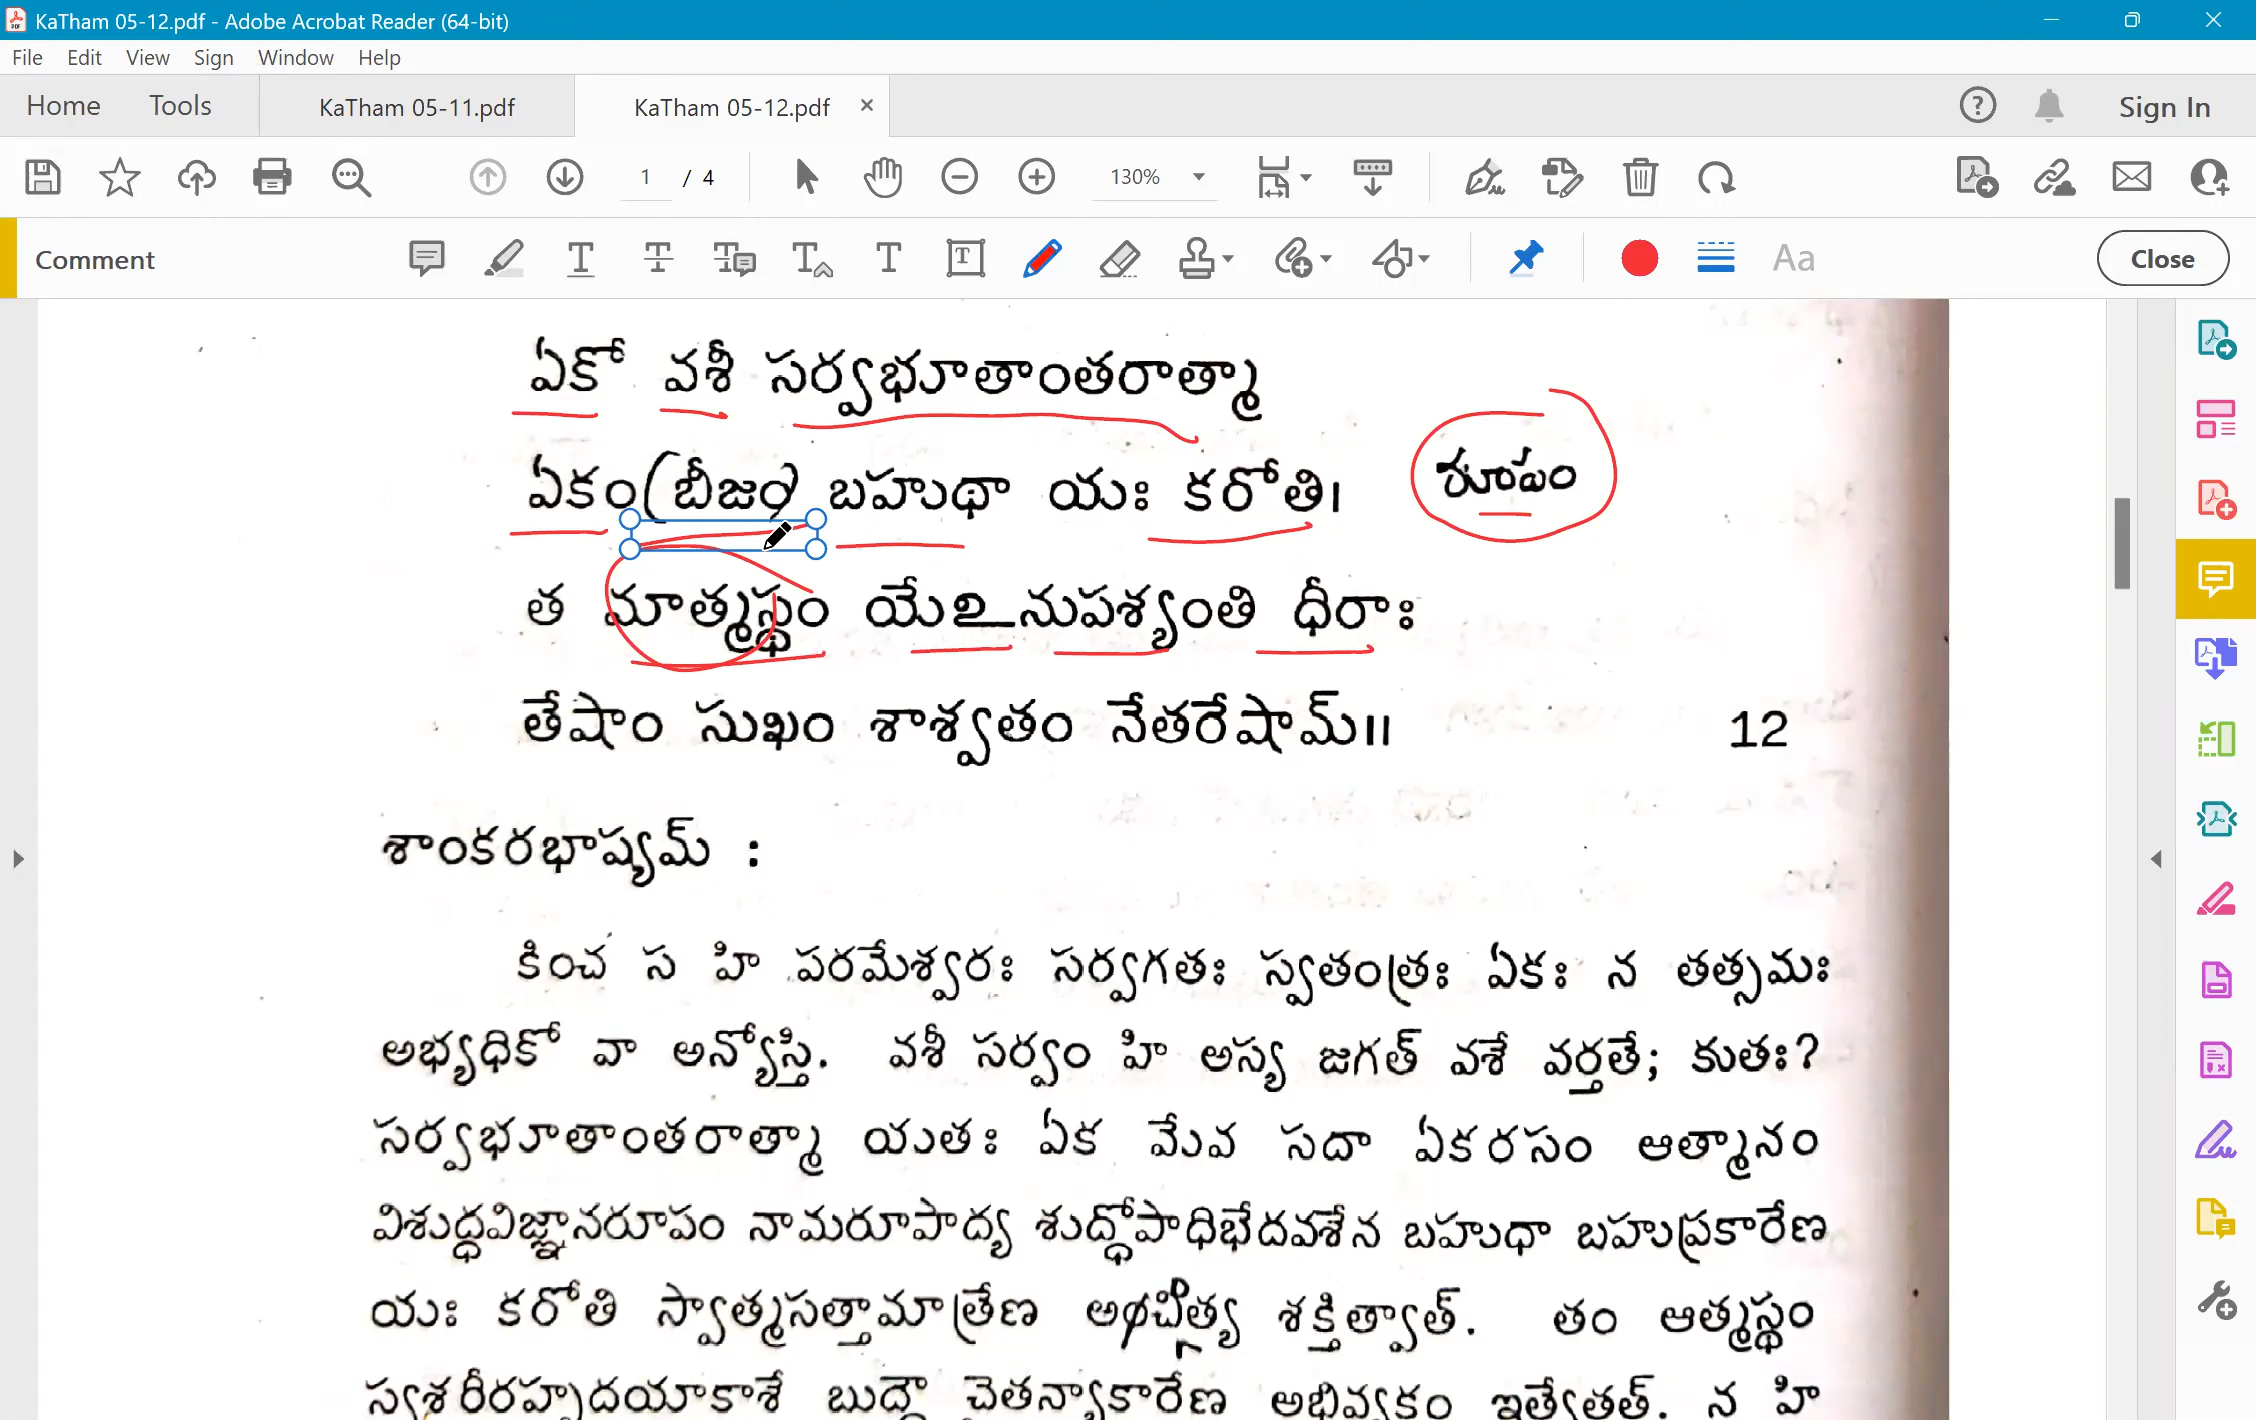 KaTham 05-12.pdf - Adobe Acrobat Reader (64-bit)
File Edit View Sign Window Help
Home Tools KaTham 05-11.pdf KaTham 05-12.pdf × Sign In
1 / 4 130%
Comment Aa Close
ఏకో వశీ సర్వభూతాంతరాత్మా
ఏకం (బీజం) బహుధా యః కరోతి। రూపం
త మాత్మస్థం యేఽనుపశ్యంతి ధీరాః
తేషాం సుఖం శాశ్వతం నేతరేషామ్॥ 12
శాంకరభాష్యమ్ :
కించ స హి పరమేశ్వరః సర్వగతః స్వతంత్రః ఏకః న తత్సమః
అభ్యధికో వా అన్యోస్తి. వశీ సర్వం హి అస్య జగత్ వశే వర్తతే; కుతః?
సర్వభూతాంతరాత్మా యతః ఏక మేవ సదా ఏకరసం ఆత్మానం
విశుద్ధవిజ్ఞానరూపం నామరూపాద్య శుద్ధోపాధిభేదవశేన బహుధా బహుప్రకారేణ
యః కరోతి స్వాత్మసత్తామాత్రేణ శక్తిత్వాత్. తం ఆత్మస్థం
స్వశరీరహృదయాకాశే బుద్ధౌ చైతన్యాకారేణ అభివ్యక్తం ఇత్యేతత్. న హి